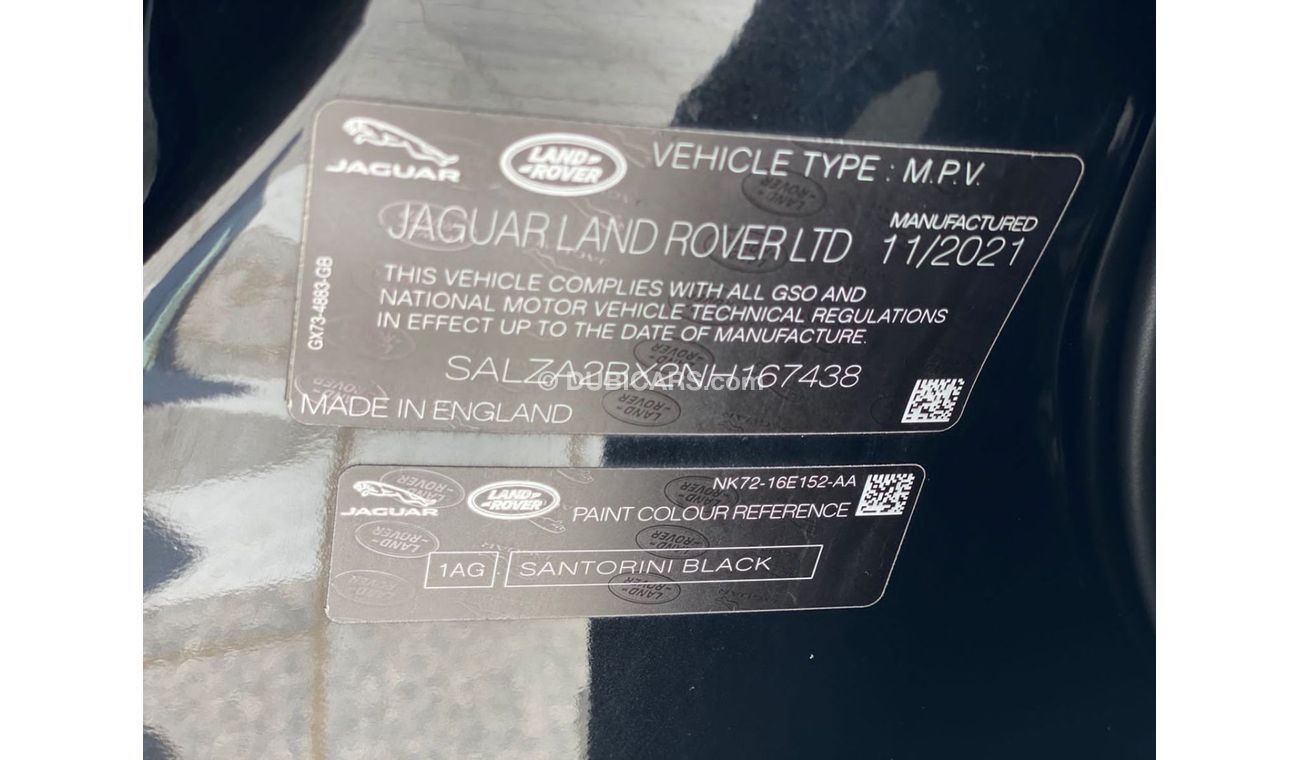 JAGUAR
LAND ROVER
VEHICLE TYPE : M.P.V.
JAGUAR LAND ROVER LTD
MANUFACTURED
11/2021
GX73-4883-GB
THIS VEHICLE COMPLIES WITH ALL GSO AND
NATIONAL MOTOR VEHICLE TECHNICAL REGULATIONS
IN EFFECT UP TO THE DATE OF MANUFACTURE.
SALZA2BX2NH167438
© DUBICARS.com
MADE IN ENGLAND
JAGUAR
LAND ROVER
NK72-16E152-AA
PAINT COLOUR REFERENCE
1AG SANTORINI BLACK